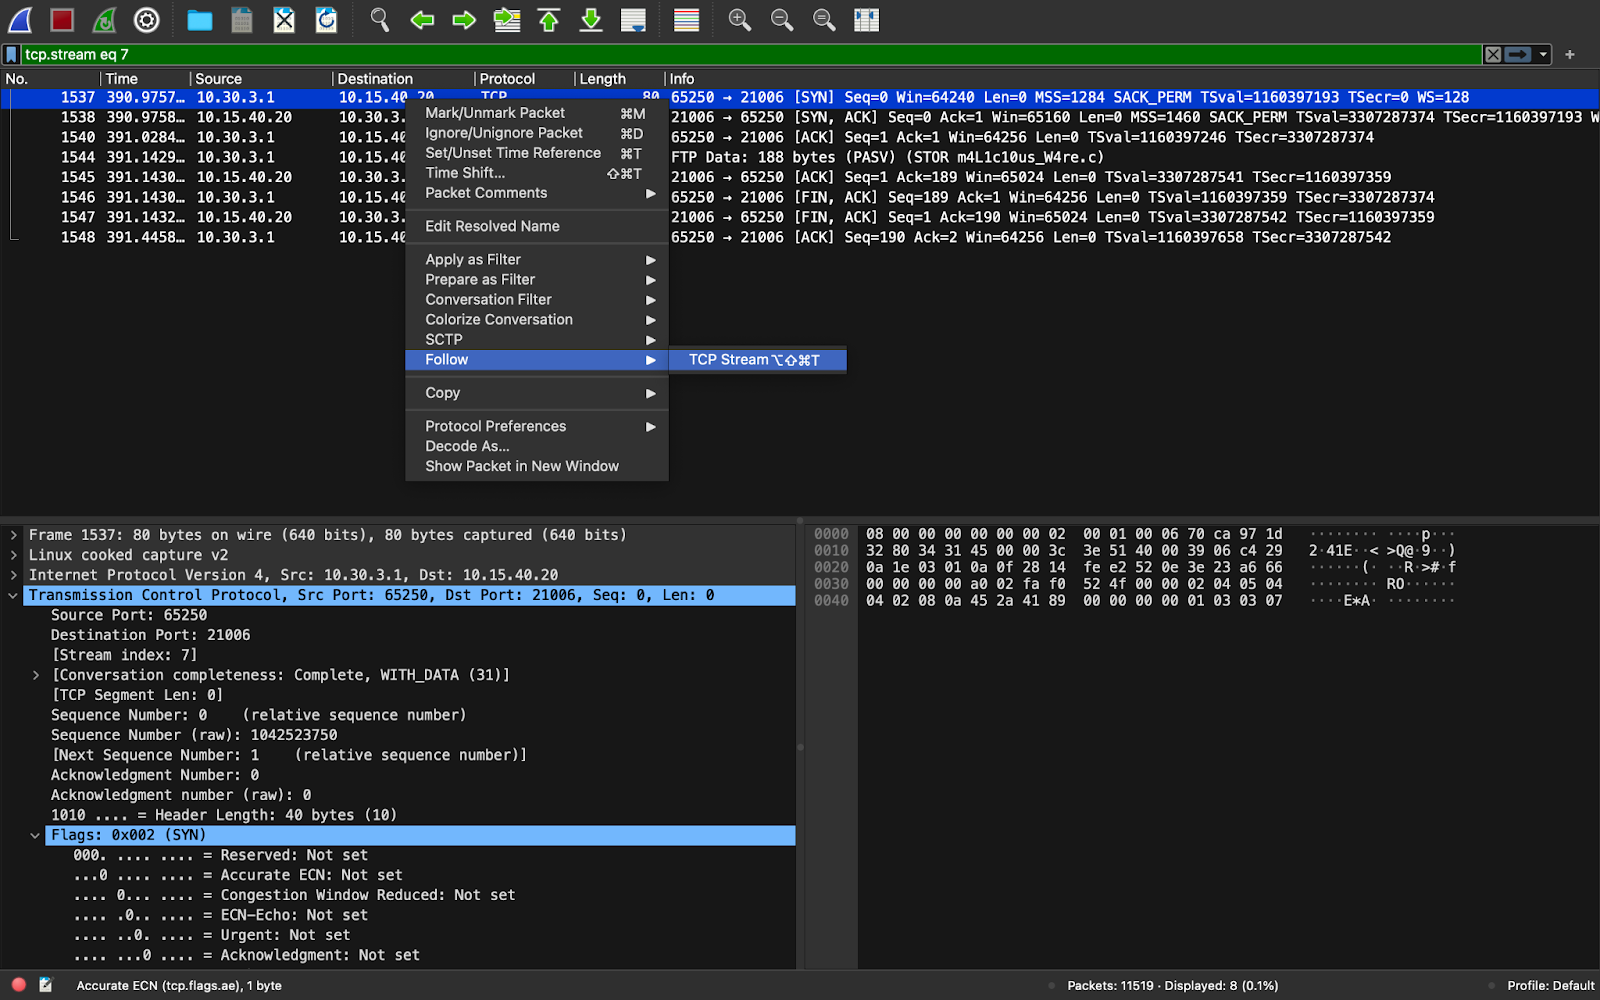 tcp.stream eq 7
No. Time Source Destination Protocol Length Info
1537 390.9757… 10.30.3.1 10.15.40.20 TCP 80 65250 → 21006 [SYN] Seq=0 Win=64240 Len=0 MSS=1284 SACK_PERM TSval=1160397193 TSecr=0 WS=128
1538 390.9758… 10.15.40.20 10.30.3. 21006 → 65250 [SYN, ACK] Seq=0 Ack=1 Win=65160 Len=0 MSS=1460 SACK_PERM TSval=3307287374 TSecr=1160397193 W
1540 391.0284… 10.30.3.1 10.15.4 65250 → 21006 [ACK] Seq=1 Ack=1 Win=64256 Len=0 TSval=1160397246 TSecr=3307287374
1544 391.1429… 10.30.3.1 10.15.4 FTP Data: 188 bytes (PASV) (STOR m4L1c10us_W4re.c)
1545 391.1430… 10.15.40.20 10.30.3. 21006 → 65250 [ACK] Seq=1 Ack=189 Win=65024 Len=0 TSval=3307287541 TSecr=1160397359
1546 391.1430… 10.30.3.1 10.15.4 65250 → 21006 [FIN, ACK] Seq=189 Ack=1 Win=64256 Len=0 TSval=1160397359 TSecr=3307287374
1547 391.1432… 10.15.40.20 10.30.3. 21006 → 65250 [FIN, ACK] Seq=1 Ack=190 Win=65024 Len=0 TSval=3307287542 TSecr=1160397359
1548 391.4458… 10.30.3.1 10.15.4 65250 → 21006 [ACK] Seq=190 Ack=2 Win=64256 Len=0 TSval=1160397658 TSecr=3307287542
Mark/Unmark Packet ⌘M
Ignore/Unignore Packet ⌘D
Set/Unset Time Reference ⌘T
Time Shift... ⇧⌘T
Packet Comments
Edit Resolved Name
Apply as Filter
Prepare as Filter
Conversation Filter
Colorize Conversation
SCTP
Follow
TCP Stream ⌥⇧⌘T
Copy
Protocol Preferences
Decode As...
Show Packet in New Window
Frame 1537: 80 bytes on wire (640 bits), 80 bytes captured (640 bits)
Linux cooked capture v2
Internet Protocol Version 4, Src: 10.30.3.1, Dst: 10.15.40.20
Transmission Control Protocol, Src Port: 65250, Dst Port: 21006, Seq: 0, Len: 0
Source Port: 65250
Destination Port: 21006
[Stream index: 7]
[Conversation completeness: Complete, WITH_DATA (31)]
[TCP Segment Len: 0]
Sequence Number: 0 (relative sequence number)
Sequence Number (raw): 1042523750
[Next Sequence Number: 1 (relative sequence number)]
Acknowledgment Number: 0
Acknowledgment number (raw): 0
1010 .... = Header Length: 40 bytes (10)
Flags: 0x002 (SYN)
000. .... .... = Reserved: Not set
...0 .... .... = Accurate ECN: Not set
.... 0... .... = Congestion Window Reduced: Not set
.... .0.. .... = ECN-Echo: Not set
.... ..0. .... = Urgent: Not set
.... ...0 .... = Acknowledgment: Not set
0000 08 00 00 00 00 00 00 02 00 01 00 06 70 ca 97 1d ········ ····p···
0010 32 80 34 31 45 00 00 3c 3e 51 40 00 39 06 c4 29 2·41E··< >Q@·9··)
0020 0a 1e 03 01 0a 0f 28 14 fe e2 52 0e 3e 23 a6 66 ······(· ··R·>#·f
0030 00 00 00 00 a0 02 fa f0 52 4f 00 00 02 04 05 04 ········ RO······
0040 04 02 08 0a 45 2a 41 89 00 00 00 00 01 03 03 07 ····E*A· ········
Accurate ECN (tcp.flags.ae), 1 byte
Packets: 11519 · Displayed: 8 (0.1%)
Profile: Default